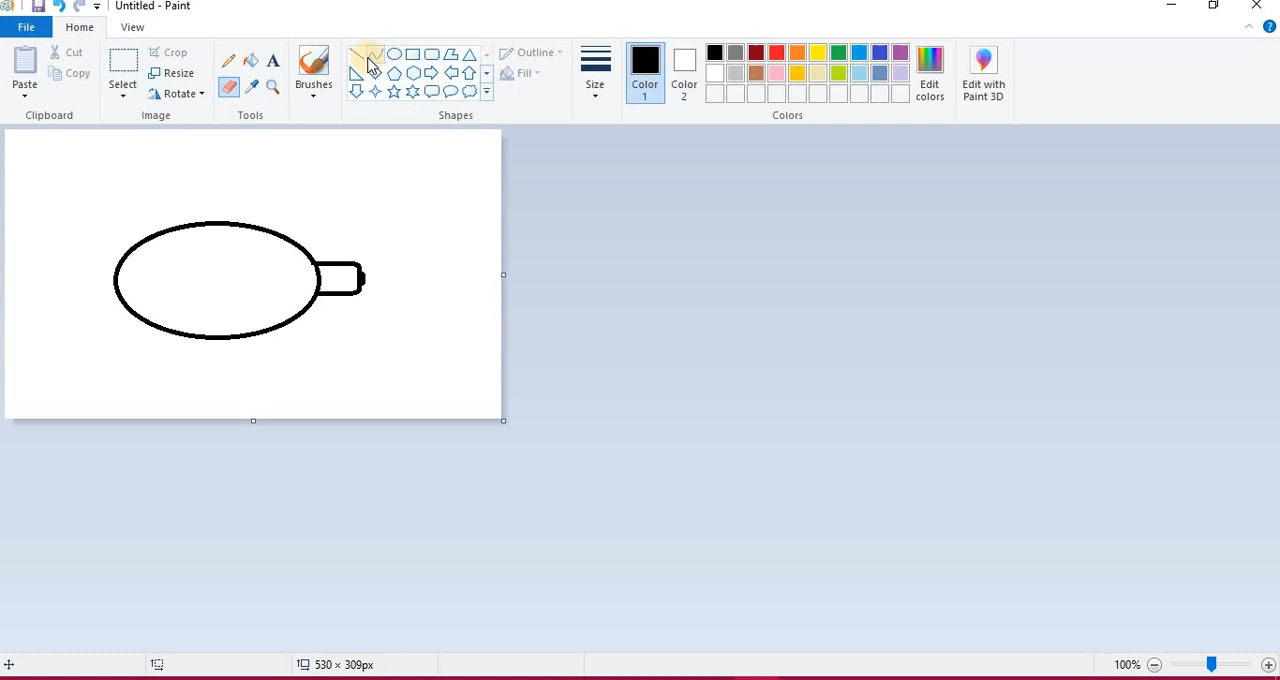 Untitled - Paint
File Home View
Paste Cut Copy Select Crop Resize Rotate A Brushes Outline Fill Size Color 1 Color 2 Edit colors Edit with Paint 3D
Clipboard Image Tools Shapes Colors
530 × 309px 100%